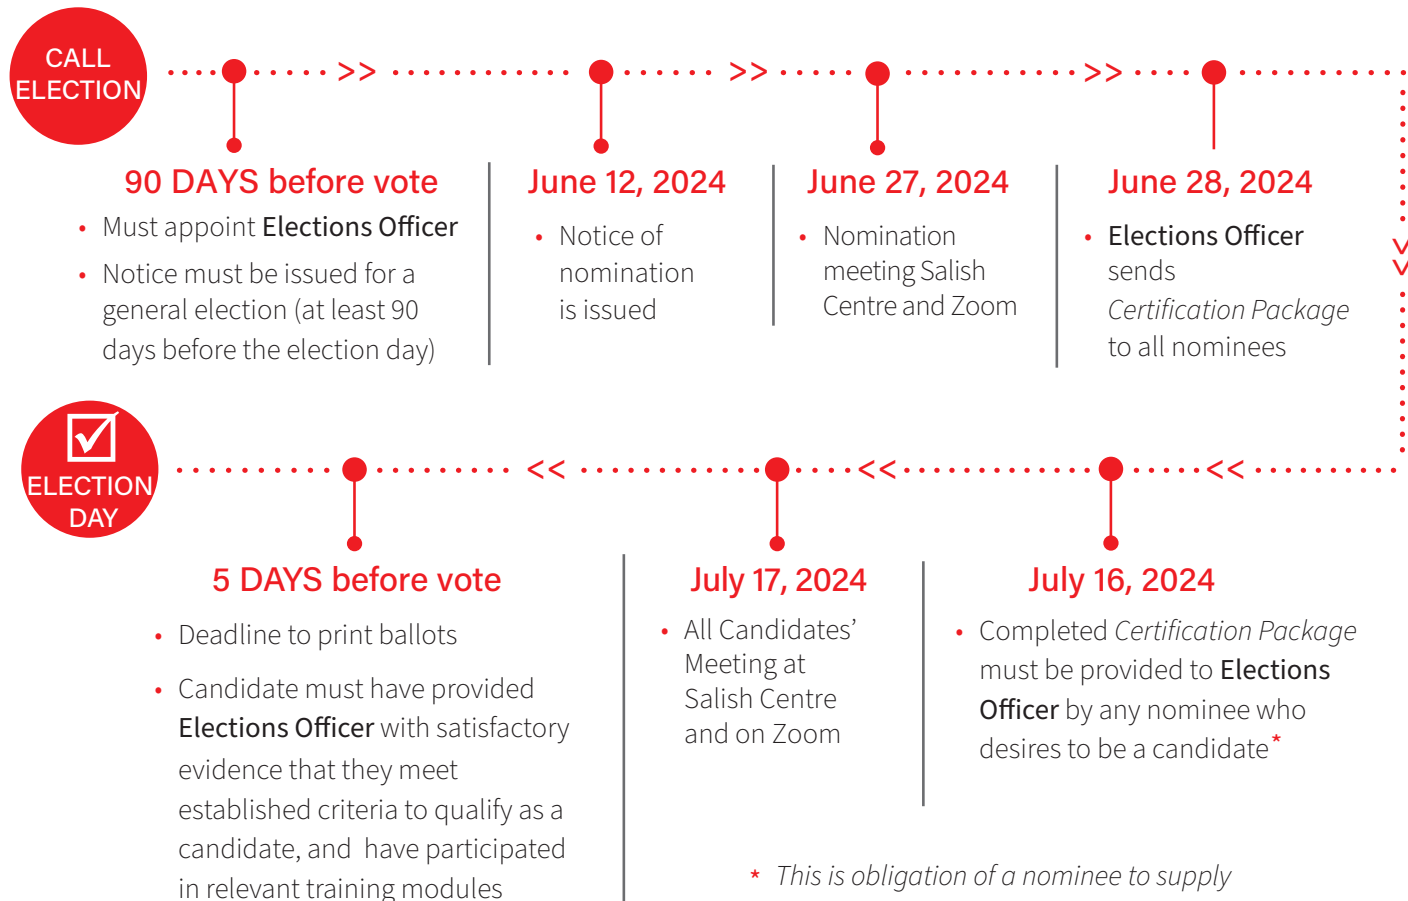 CALL
ELECTION
>>
>>
>>
90 DAYS before vote
• Must appoint Elections Officer
• Notice must be issued for a
general election (at least 90
days before the election day)
June 12, 2024
• Notice of
nomination
is issued
June 27, 2024
• Nomination
meeting Salish
Centre and Zoom
June 28, 2024
• Elections Officer
sends
Certification Package
to all nominees
>>
<<
<<
<<
July 16, 2024
• Completed Certification Package
must be provided to Elections
Officer by any nominee who
desires to be a candidate*
July 17, 2024
• All Candidates’
Meeting at
Salish Centre
and on Zoom
5 DAYS before vote
• Deadline to print ballots
• Candidate must have provided
Elections Officer with satisfactory
evidence that they meet
established criteria to qualify as a
candidate, and have participated
in relevant training modules
ELECTION
DAY
* This is obligation of a nominee to supply